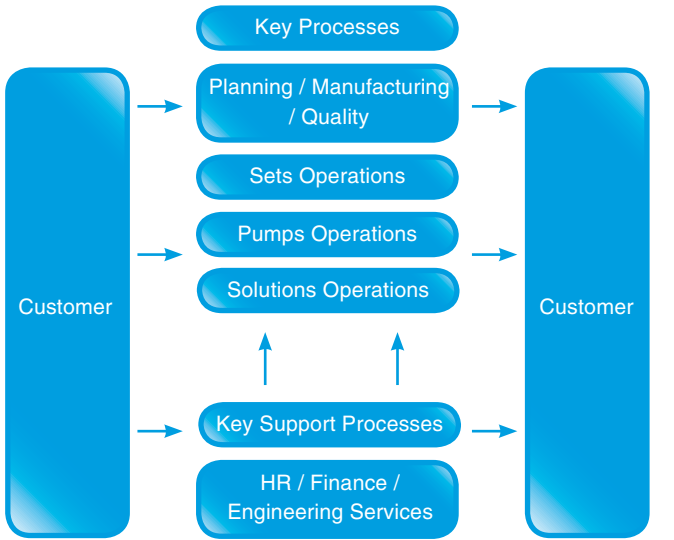 Key Processes
Planning / Manufacturing
/ Quality
Sets Operations
Pumps Operations
Solutions Operations
Customer
Customer
Key Support Processes
HR / Finance /
Engineering Services